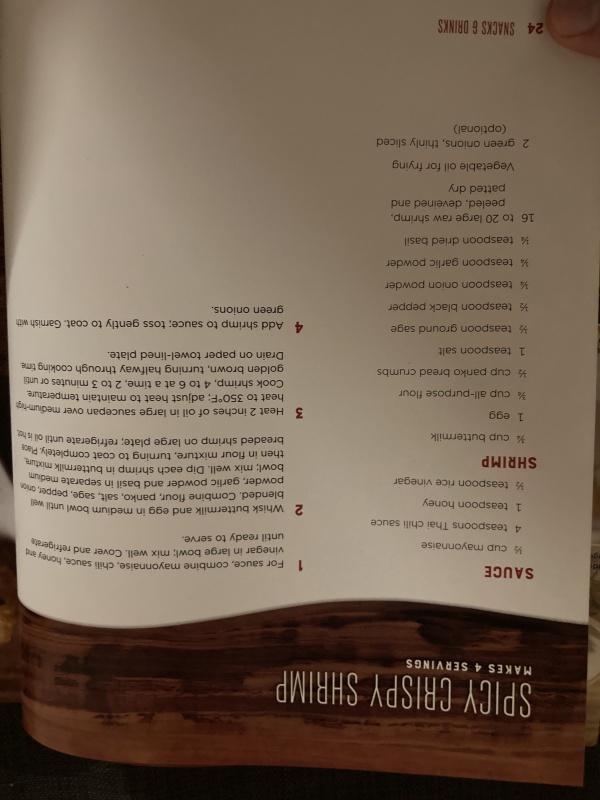 SPICY CRISPY SHRIMP
MAKES 4 SERVINGS
SAUCE
½ cup mayonnaise
4 teaspoons Thai chili sauce
1 teaspoon honey
½ teaspoon rice vinegar
SHRIMP
¾ cup buttermilk
1 egg
¾ cup all-purpose flour
½ cup panko bread crumbs
1 teaspoon salt
½ teaspoon ground sage
½ teaspoon black pepper
¼ teaspoon onion powder
¼ teaspoon garlic powder
¼ teaspoon dried basil
16 to 20 large raw shrimp,
peeled, deveined and
patted dry
Vegetable oil for frying
2 green onions, thinly sliced
(optional)
1 For sauce, combine mayonnaise, chili sauce, honey and
vinegar in large bowl; mix well. Cover and refrigerate
until ready to serve.
2 Whisk buttermilk and egg in medium bowl until well
blended. Combine flour, panko, salt, sage, pepper, onion
powder, garlic powder and basil in separate medium
bowl; mix well. Dip each shrimp in buttermilk mixture,
then in flour mixture, turning to coat completely. Place
breaded shrimp on large plate; refrigerate until oil is hot.
3 Heat 2 inches of oil in large saucepan over medium-high
heat to 350°F; adjust heat to maintain temperature.
Cook shrimp, 4 to 6 at a time, 2 to 3 minutes or until
golden brown, turning halfway through cooking time.
Drain on paper towel-lined plate.
4 Add shrimp to sauce; toss gently to coat. Garnish with
green onions.
24 SNACKS & DRINKS